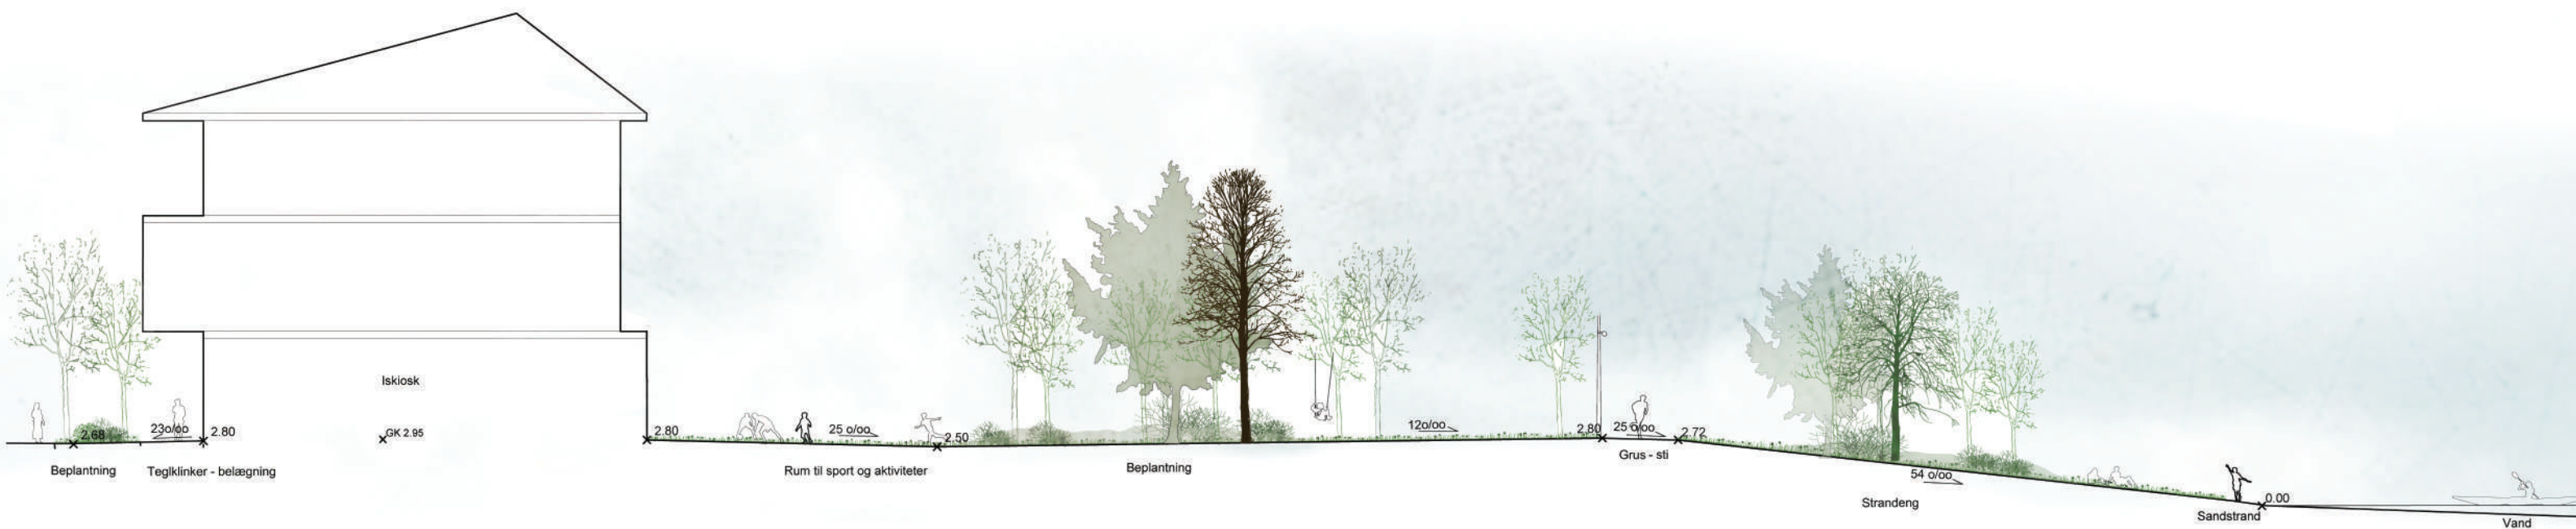 Iskiosk
2.68
23o/oo
2.80
GK 2.95
2.80
25 o/oo
2.50
12o/oo
2.80
25 o/oo
2.72
54 o/oo
0.00
Beplantning
Teglklinker - belægning
Rum til sport og aktiviteter
Beplantning
Grus - sti
Strandeng
Sandstrand
Vand